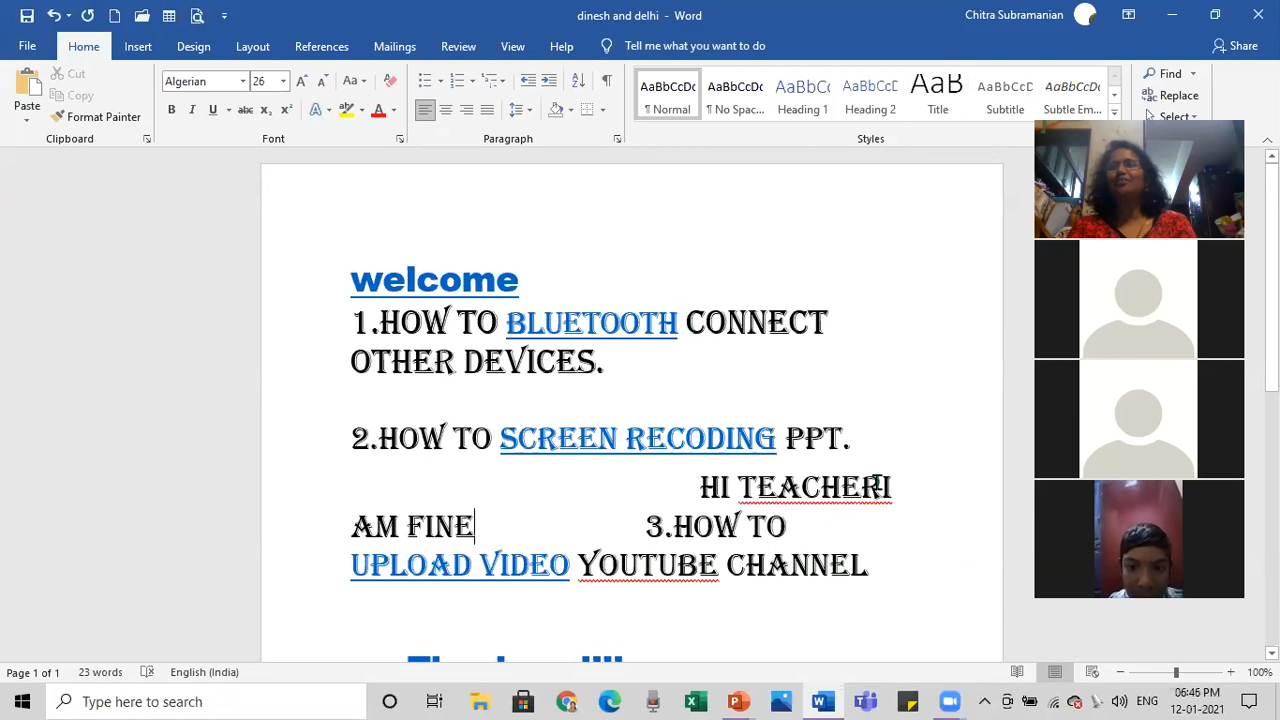 dinesh and delhi - Word
Chitra Subramanian
File Home Insert Design Layout References Mailings Review View Help Tell me what you want to do Share
Paste
Cut
Copy
Format Painter
Clipboard
Algerian 26
Font
Paragraph
AaBbCcDc AaBbCcDc AaBbCc AaBbCcD AaB AaBbCcD AaBbCcDc
¶ Normal ¶ No Spac... Heading 1 Heading 2 Title Subtitle Subtle Em...
Styles
Find
Replace
Select
welcome
1.HOW TO BLUETOOTH CONNECT
OTHER DEVICES.
2.HOW TO SCREEN RECODING PPT.
HI TEACHERI
AM FINE 3.HOW TO
UPLOAD VIDEO YOUTUBE CHANNEL
Page 1 of 1 23 words English (India) 100%
Type here to search
ENG
06:46 PM
12-01-2021